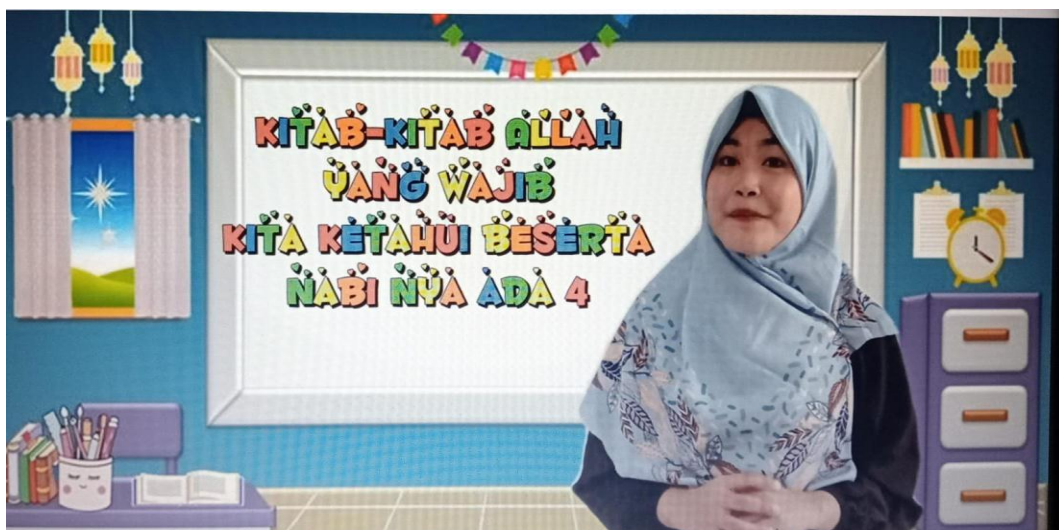 KITAB-KITAB ALLAH
YANG WAJIB
KITA KETAHUI BESERTA
NABI NYA ADA 4